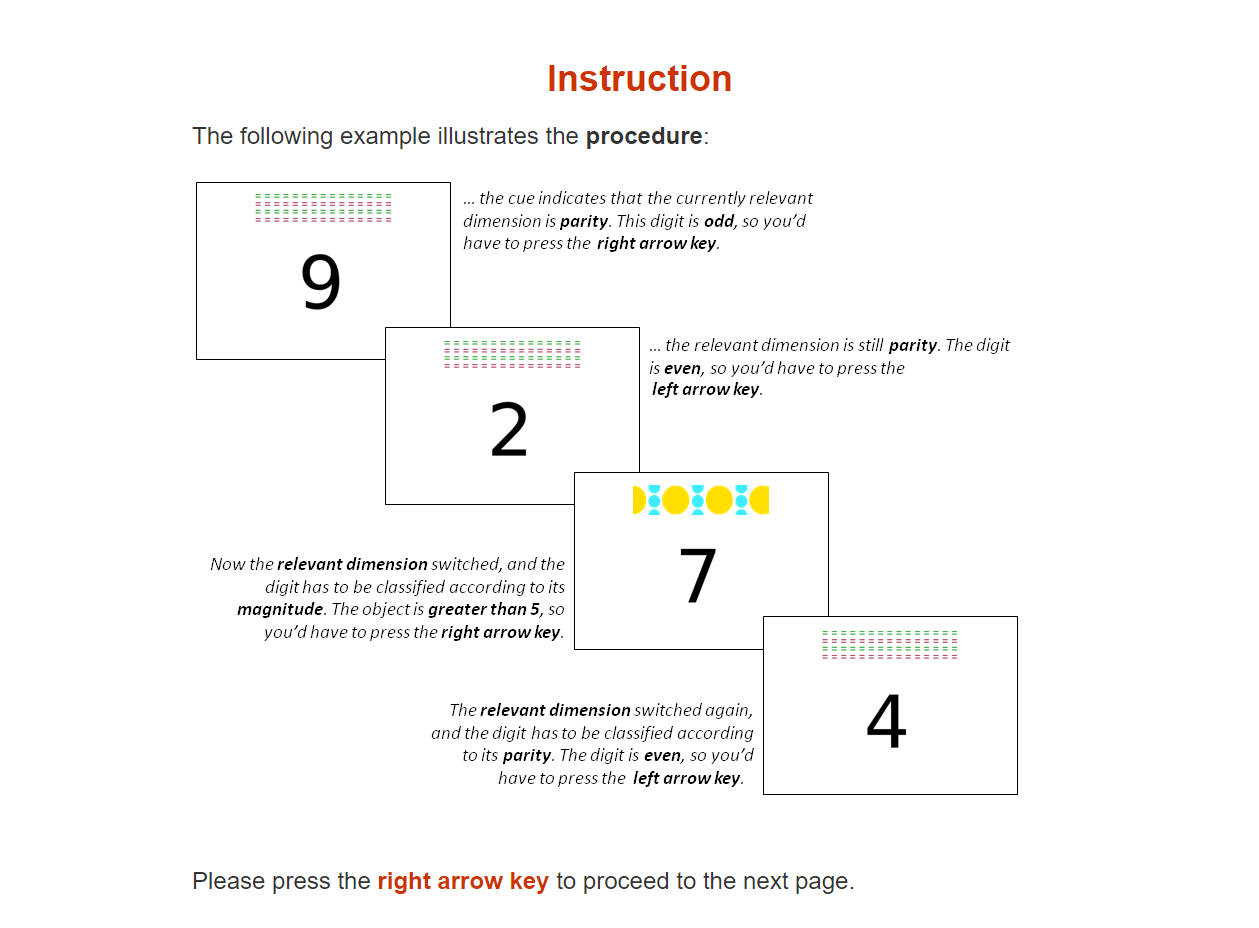 Instruction
The following example illustrates the procedure:
9
... the cue indicates that the currently relevant
dimension is parity. This digit is odd, so you'd
have to press the right arrow key.
2
... the relevant dimension is still parity. The digit
is even, so you'd have to press the
left arrow key.
7
Now the relevant dimension switched, and the
digit has to be classified according to its
magnitude. The object is greater than 5, so
you'd have to press the right arrow key.
4
The relevant dimension switched again,
and the digit has to be classified according
to its parity. The digit is even, so you'd
have to press the left arrow key.
Please press the right arrow key to proceed to the next page.